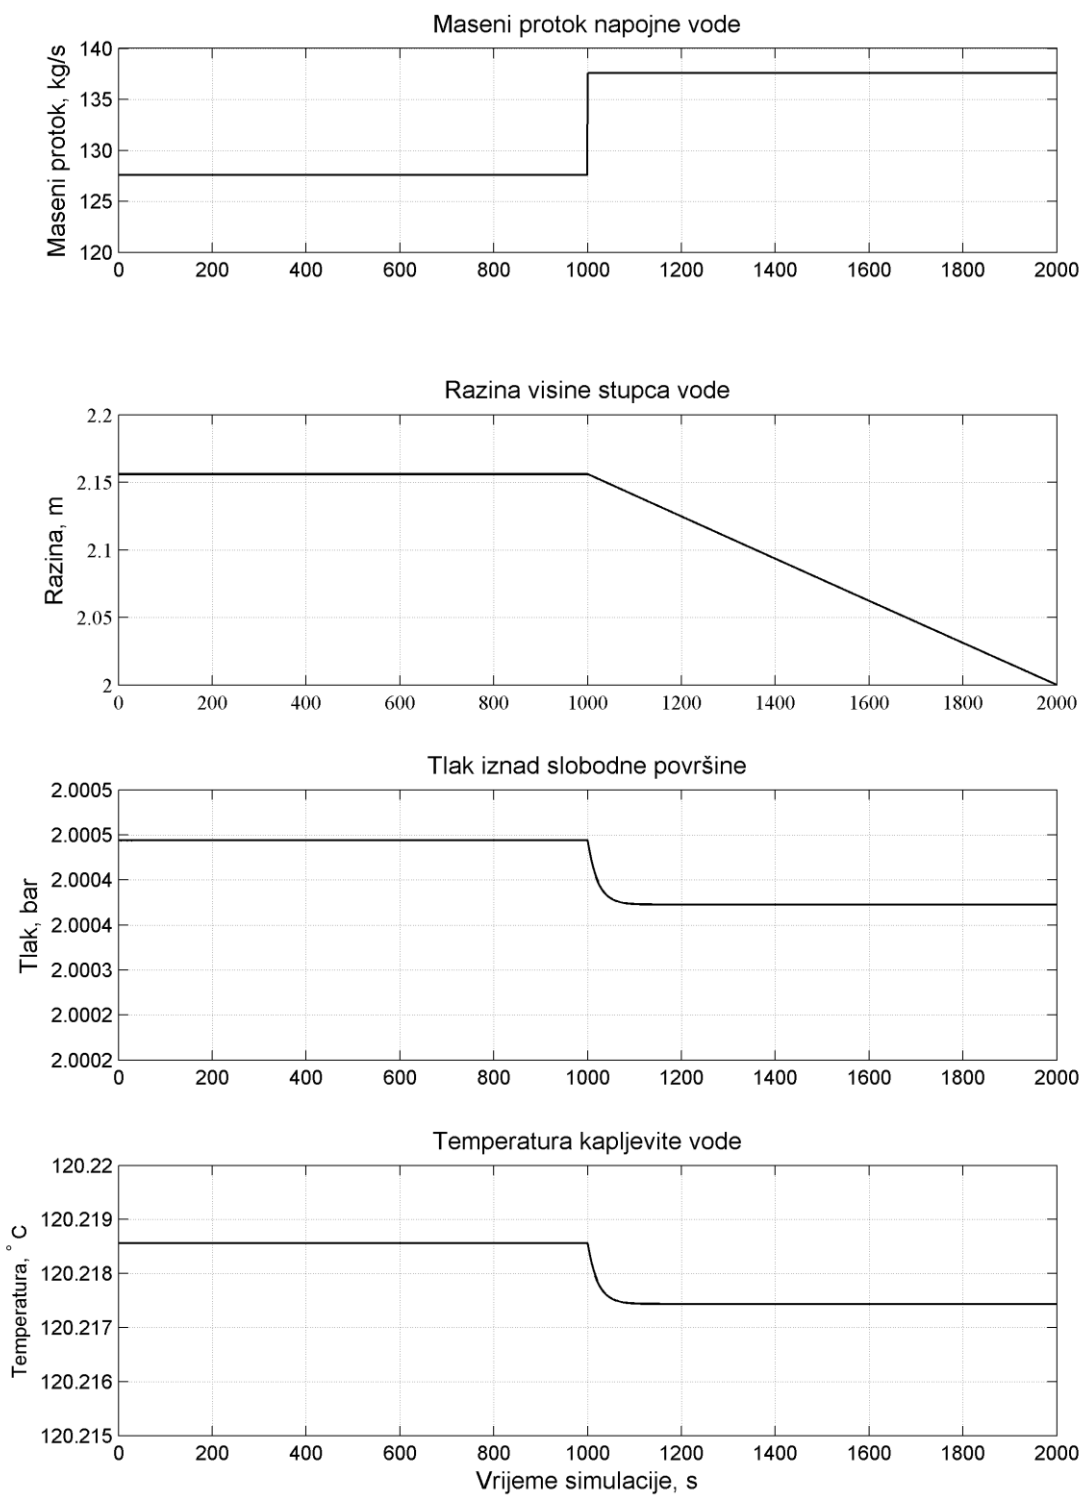 Maseni protok napojne vode
Maseni protok, kg/s
140
135
130
125
120
0 200 400 600 800 1000 1200 1400 1600 1800 2000
Razina visine stupca vode
Razina, m
2.2
2.15
2.1
2.05
2
0 200 400 600 800 1000 1200 1400 1600 1800 2000
Tlak iznad slobodne površine
Tlak, bar
2.0005
2.0005
2.0004
2.0004
2.0003
2.0002
2.0002
0 200 400 600 800 1000 1200 1400 1600 1800 2000
Temperatura kapljevite vode
Temperatura, ° C
120.22
120.219
120.218
120.217
120.216
120.215
0 200 400 600 800 1000 1200 1400 1600 1800 2000
Vrijeme simulacije, s